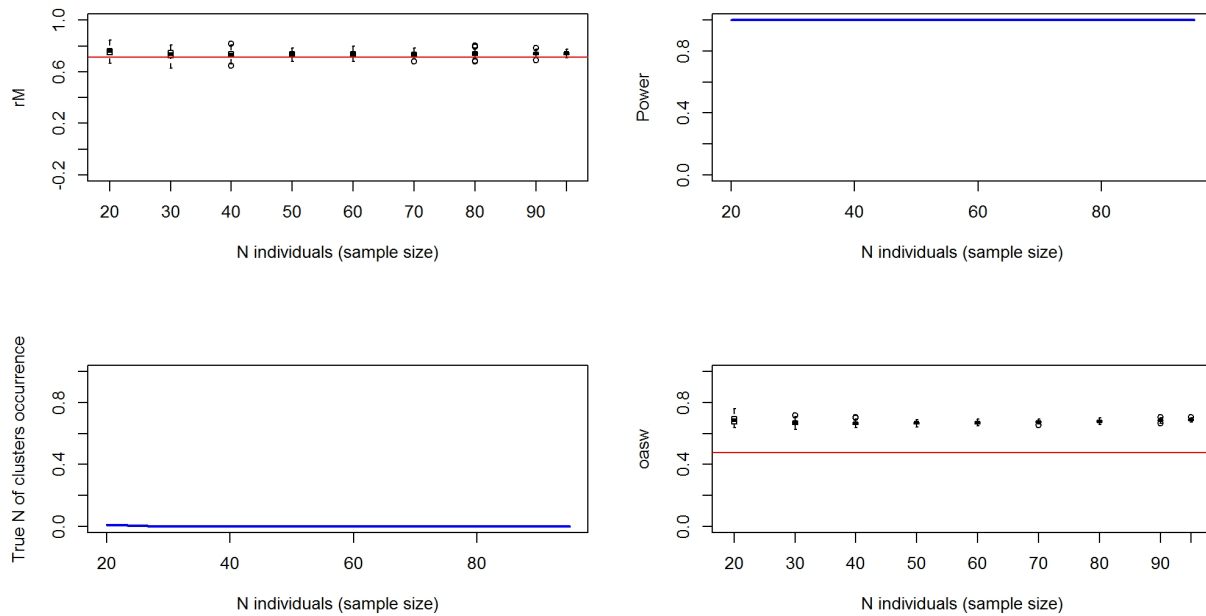 rM
1.0
0.6
0.2
-0.2
20 30 40 50 60 70 80 90
N individuals (sample size)
Power
0.8
0.4
0.0
20 40 60 80
N individuals (sample size)
True N of clusters occurrence
0.8
0.4
0.0
20 40 60 80
N individuals (sample size)
oasw
0.8
0.4
0.0
20 30 40 50 60 70 80 90
N individuals (sample size)